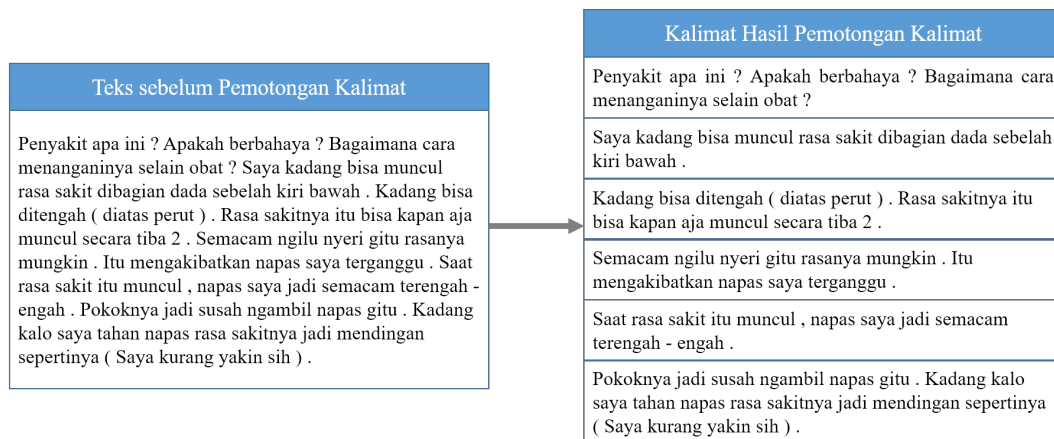 Teks sebelum Pemotongan Kalimat
Penyakit apa ini ? Apakah berbahaya ? Bagaimana cara
menanganinya selain obat ? Saya kadang bisa muncul
rasa sakit dibagian dada sebelah kiri bawah . Kadang bisa
ditengah ( diatas perut ) . Rasa sakitnya itu bisa kapan aja
muncul secara tiba 2 . Semacam ngilu nyeri gitu rasanya
mungkin . Itu mengakibatkan napas saya terganggu . Saat
rasa sakit itu muncul , napas saya jadi semacam terengah -
engah . Pokoknya jadi susah ngambil napas gitu . Kadang
kalo saya tahan napas rasa sakitnya jadi mendingan
sepertinya ( Saya kurang yakin sih ) .
Kalimat Hasil Pemotongan Kalimat
Penyakit apa ini ? Apakah berbahaya ? Bagaimana cara
menanganinya selain obat ?
Saya kadang bisa muncul rasa sakit dibagian dada sebelah
kiri bawah .
Kadang bisa ditengah ( diatas perut ) . Rasa sakitnya itu
bisa kapan aja muncul secara tiba 2 .
Semacam ngilu nyeri gitu rasanya mungkin . Itu
mengakibatkan napas saya terganggu .
Saat rasa sakit itu muncul , napas saya jadi semacam
terengah - engah .
Pokoknya jadi susah ngambil napas gitu . Kadang kalo
saya tahan napas rasa sakitnya jadi mendingan sepertinya
( Saya kurang yakin sih ) .